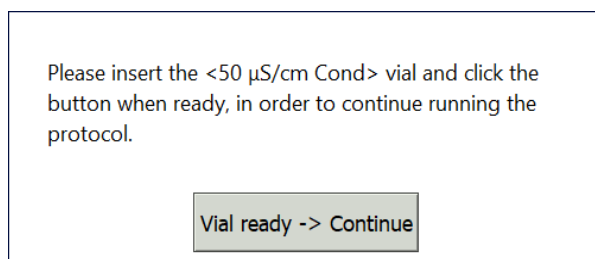 Please insert the <50 µS/cm Cond> vial and click the
button when ready, in order to continue running the
protocol.
Vial ready -> Continue